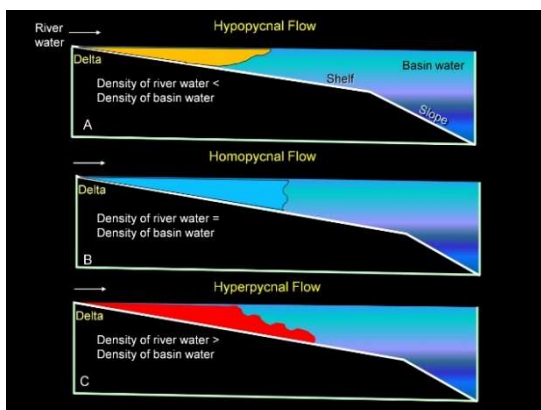 Hypopycnal Flow
River
water
Delta
Basin water
Shelf
Slope
Density of river water <
Density of basin water
A
Homopycnal Flow
Delta
Density of river water =
Density of basin water
B
Hyperpycnal Flow
Delta
Density of river water >
Density of basin water
C